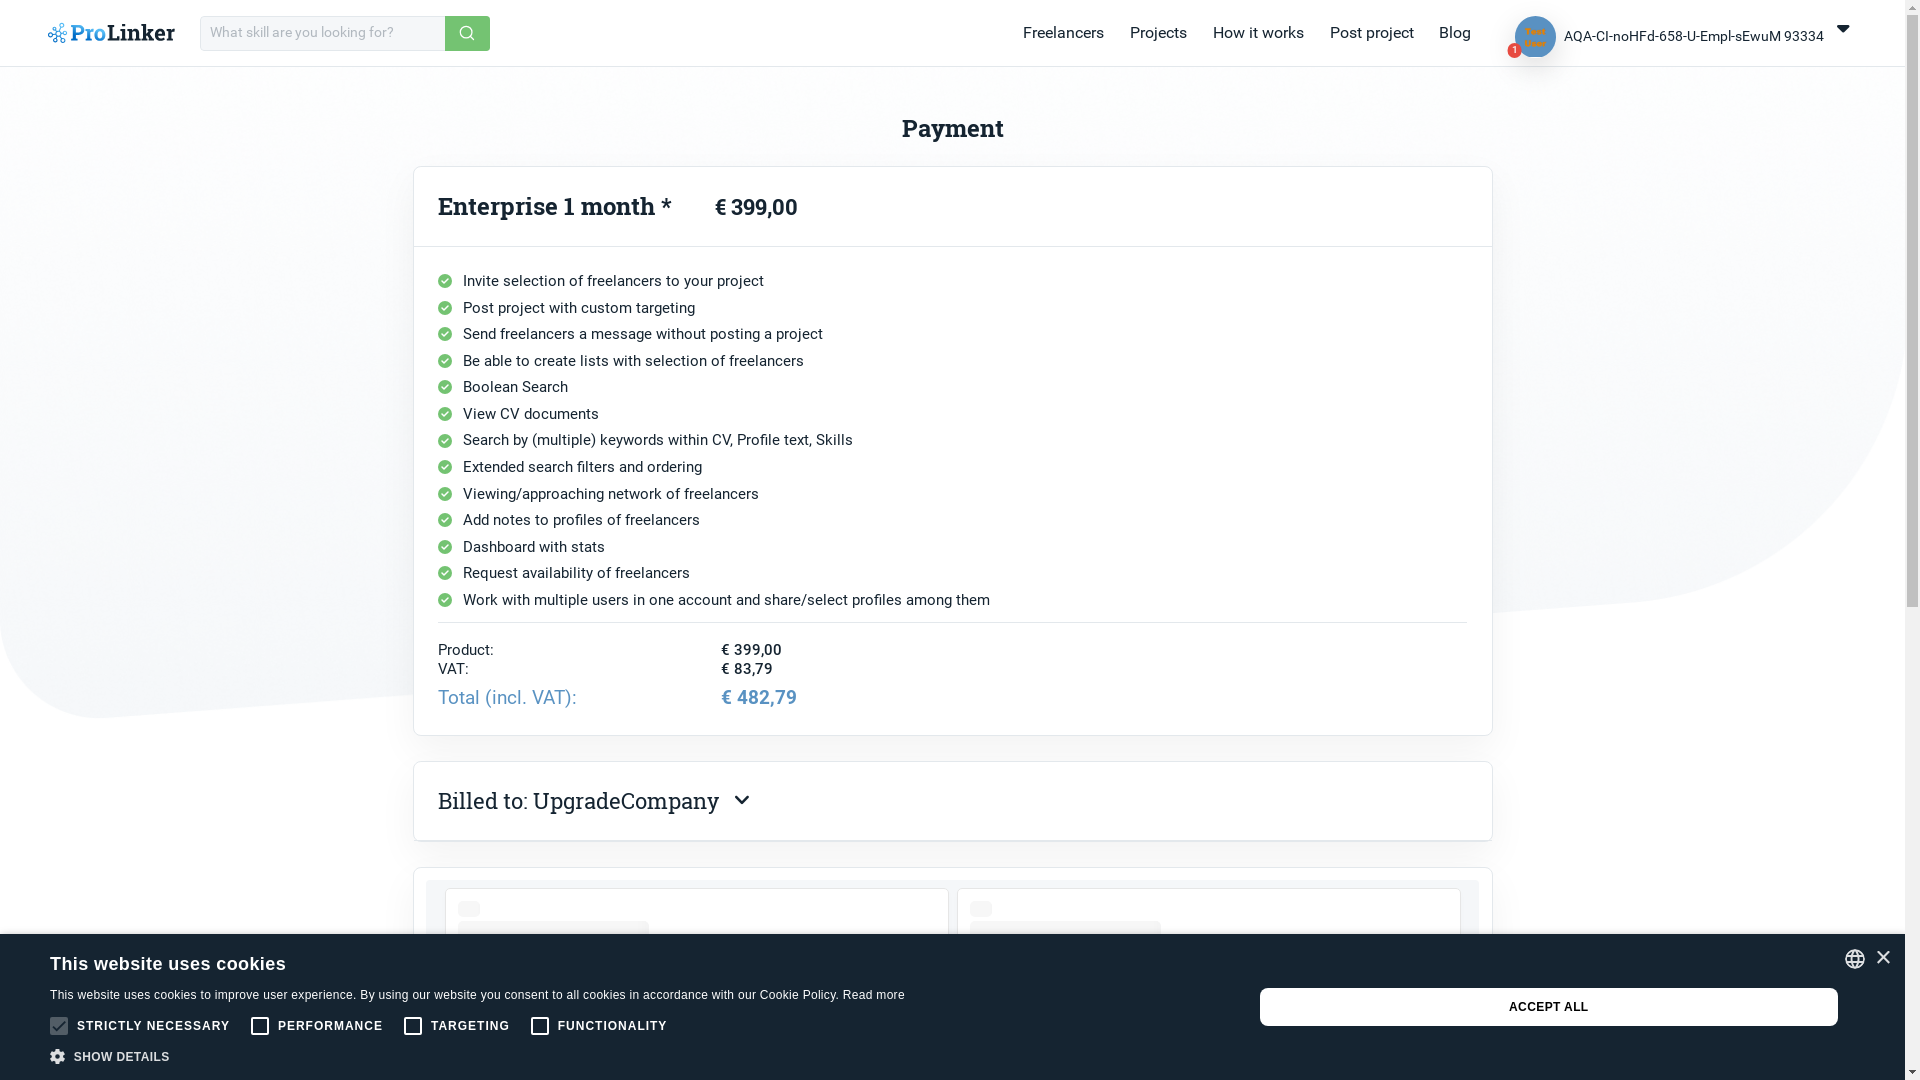 ProLinker
What skill are you looking for?
Freelancers
Projects
How it works
Post project
Blog
Test
User
1
AQA-CI-noHFd-658-U-Empl-sEwuM 93334
Payment
Enterprise 1 month * € 399,00
Invite selection of freelancers to your project
Post project with custom targeting
Send freelancers a message without posting a project
Be able to create lists with selection of freelancers
Boolean Search
View CV documents
Search by (multiple) keywords within CV, Profile text, Skills
Extended search filters and ordering
Viewing/approaching network of freelancers
Add notes to profiles of freelancers
Dashboard with stats
Request availability of freelancers
Work with multiple users in one account and share/select profiles among them
Product: € 399,00
VAT: € 83,79
Total (incl. VAT): € 482,79
Billed to: UpgradeCompany
This website uses cookies
This website uses cookies to improve user experience. By using our website you consent to all cookies in accordance with our Cookie Policy. Read more
STRICTLY NECESSARY
PERFORMANCE
TARGETING
FUNCTIONALITY
SHOW DETAILS
ACCEPT ALL